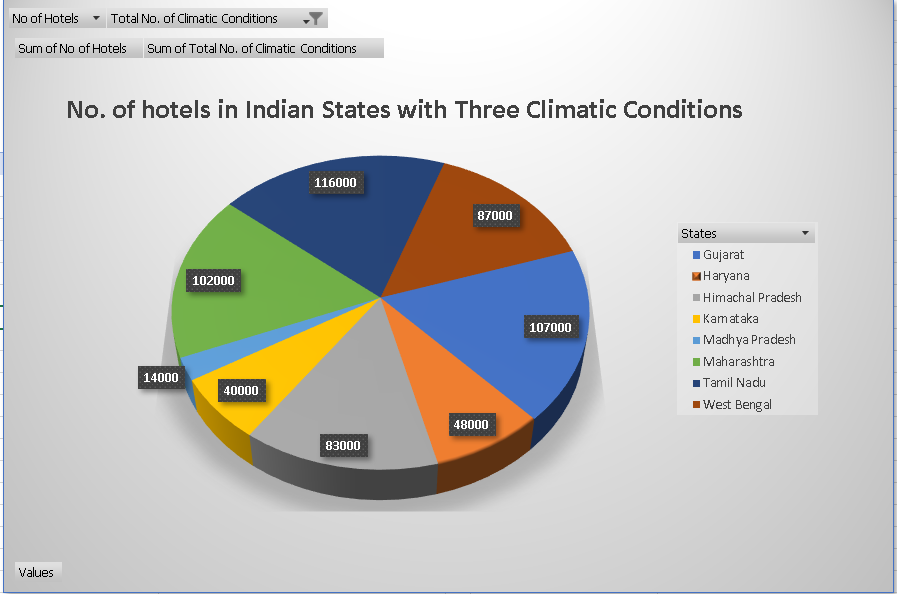 No of Hotels Total No. of Climatic Conditions
Sum of No of Hotels Sum of Total No. of Climatic Conditions
No. of hotels in Indian States with Three Climatic Conditions
116000
87000
102000
107000
14000
40000
48000
83000
States
Gujarat
Haryana
Himachal Pradesh
Karnataka
Madhya Pradesh
Maharashtra
Tamil Nadu
West Bengal
Values